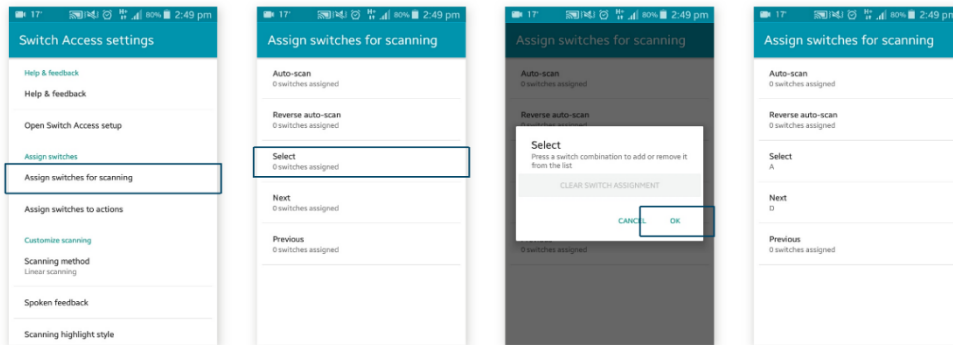 17° 80% 2:49 pm
Switch Access settings
Help & feedback
Help & feedback
Open Switch Access setup
Assign switches
Assign switches for scanning
Assign switches to actions
Customize scanning
Scanning method
Linear scanning
Spoken feedback
Scanning highlight style
17° 80% 2:49 pm
Assign switches for scanning
Auto-scan
0 switches assigned
Reverse auto-scan
0 switches assigned
Select
0 switches assigned
Next
0 switches assigned
Previous
0 switches assigned
17° 80% 2:49 pm
Assign switches for scanning
Auto-scan
0 switches assigned
Reverse auto-scan
Select
Press a switch combination to add or remove it
from the list
CLEAR SWITCH ASSIGNMENT
CANCEL OK
0 switches assigned
17° 80% 2:49 pm
Assign switches for scanning
Auto-scan
0 switches assigned
Reverse auto-scan
0 switches assigned
Select
A
Next
D
Previous
0 switches assigned